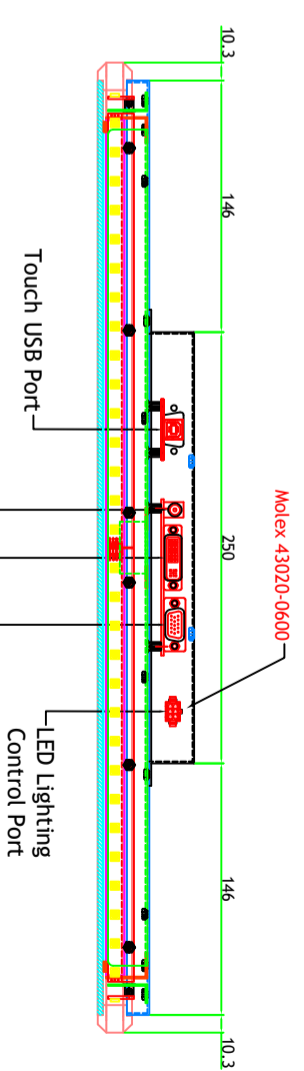 10.3
146
Molex 43020-0600
250
146
10.3
Touch USB Port
LED Lighting
Control Port